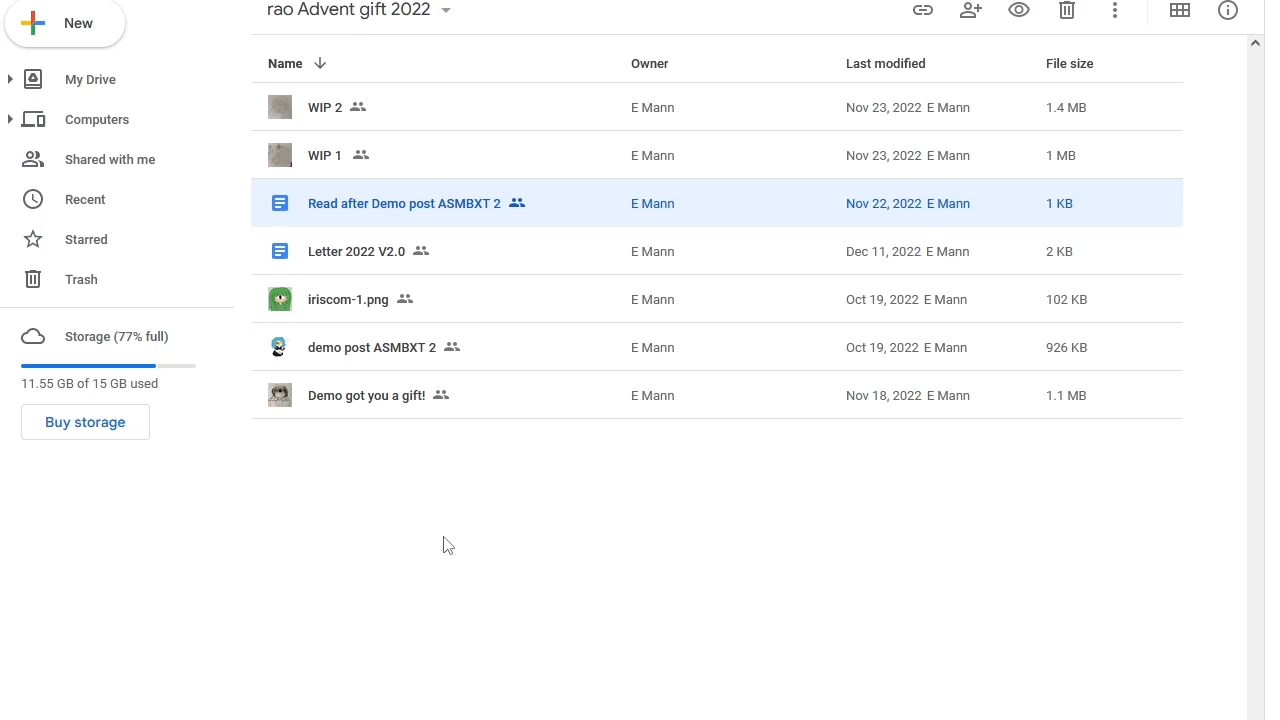 New
rao Advent gift 2022
My Drive
Computers
Shared with me
Recent
Starred
Trash
Storage (77% full)
11.55 GB of 15 GB used
Buy storage
Name Owner Last modified File size
WIP 2 E Mann Nov 23, 2022 E Mann 1.4 MB
WIP 1 E Mann Nov 23, 2022 E Mann 1 MB
Read after Demo post ASMBXT 2 E Mann Nov 22, 2022 E Mann 1 KB
Letter 2022 V2.0 E Mann Dec 11, 2022 E Mann 2 KB
iriscom-1.png E Mann Oct 19, 2022 E Mann 102 KB
demo post ASMBXT 2 E Mann Oct 19, 2022 E Mann 926 KB
Demo got you a gift! E Mann Nov 18, 2022 E Mann 1.1 MB